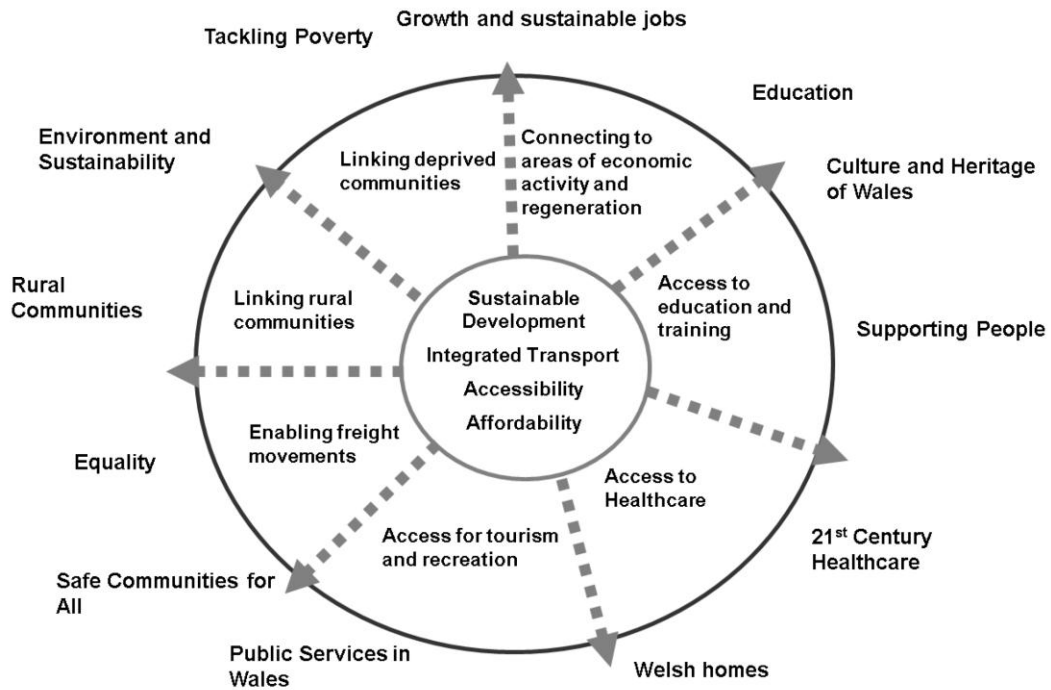 Growth and sustainable jobs
Tackling Poverty
Education
Environment and
Sustainability
Culture and Heritage
of Wales
Linking deprived
communities
Connecting to
areas of economic
activity and
regeneration
Rural
Communities
Linking rural
communities
Sustainable
Development
Integrated Transport
Accessibility
Affordability
Access to
education and
training
Supporting People
Equality
Enabling freight
movements
Access to
Healthcare
Access for tourism
and recreation
21st Century
Healthcare
Safe Communities for
All
Public Services in
Wales
Welsh homes